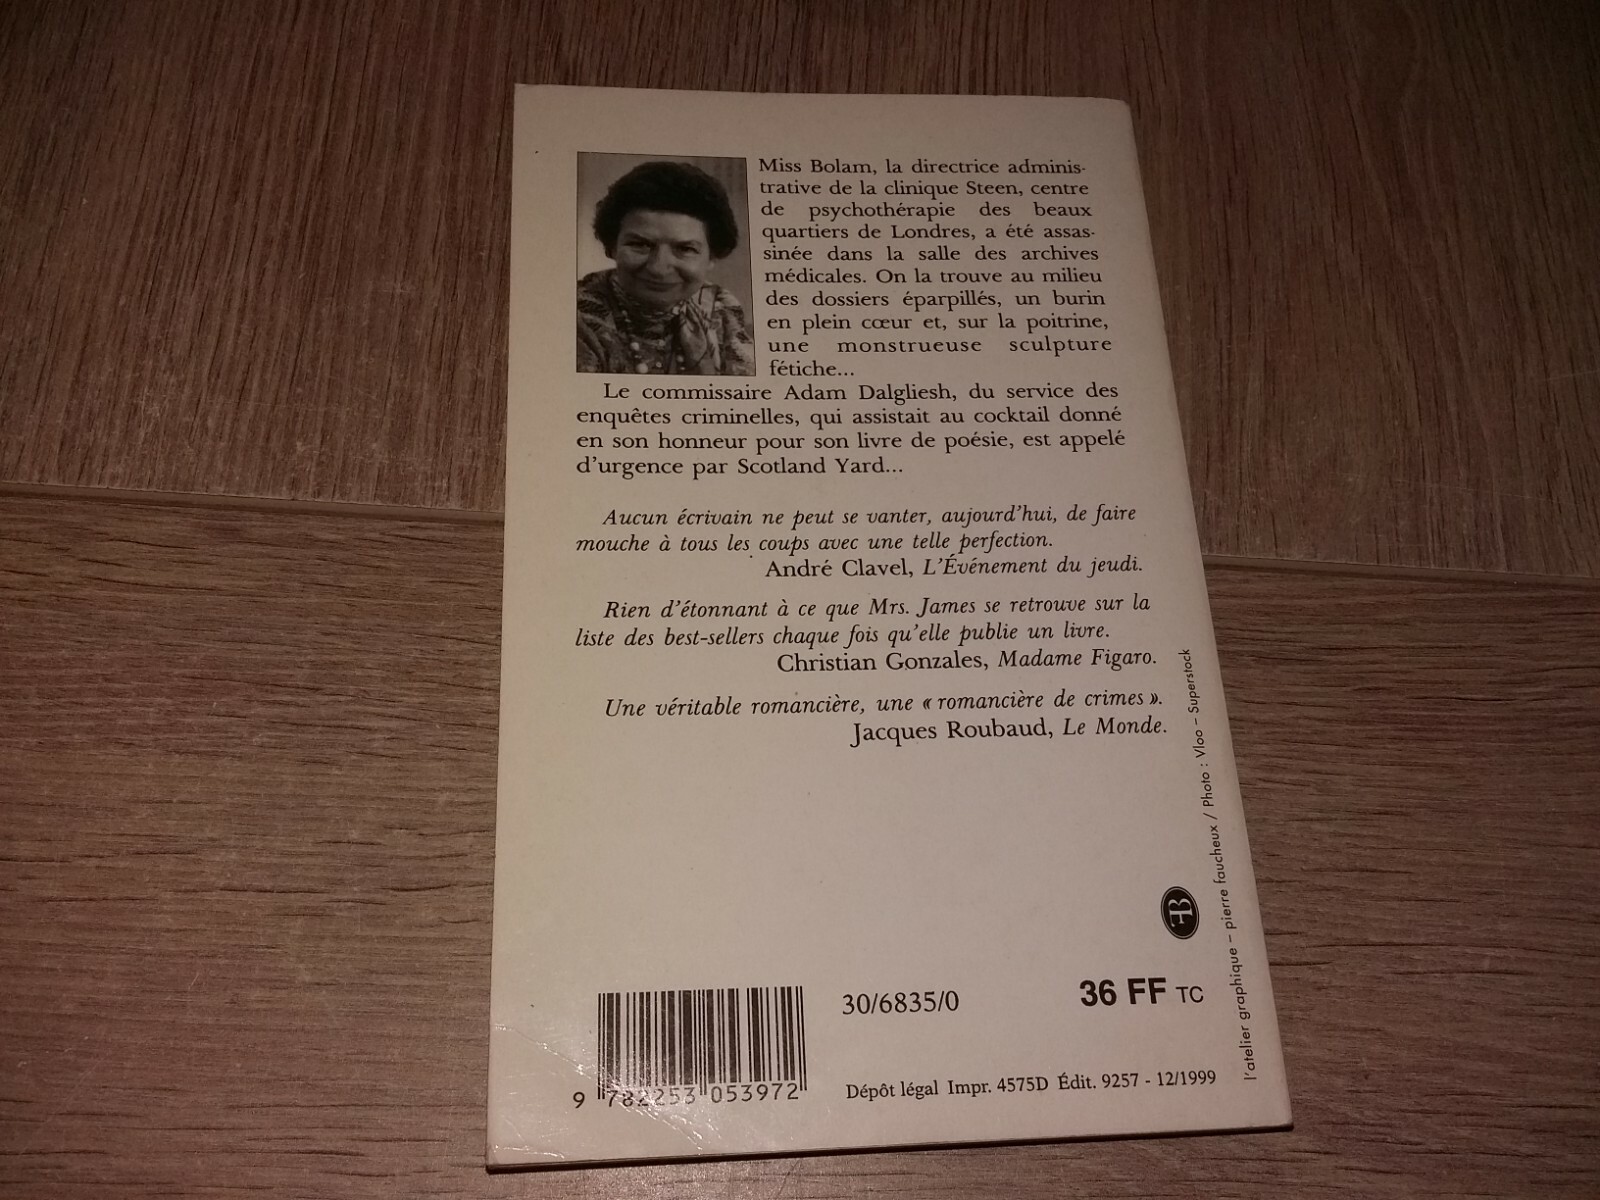 Miss Bolam, la directrice adminis-
trative de la clinique Steen, centre
de psychothérapie des beaux
quartiers de Londres, a été assas-
sinée dans la salle des archives
médicales. On la trouve au milieu
des dossiers éparpillés, un burin
en plein cœur et, sur la poitrine,
une monstrueuse sculpture
fétiche...
Le commissaire Adam Dalgliesh, du service des
enquêtes criminelles, qui assistait au cocktail donné
en son honneur pour son livre de poésie, est appelé
d'urgence par Scotland Yard...
Aucun écrivain ne peut se vanter, aujourd'hui, de faire
mouche à tous les coups avec une telle perfection.
André Clavel, L'Événement du jeudi.
Rien d'étonnant à ce que Mrs. James se retrouve sur la
liste des best-sellers chaque fois qu'elle publie un livre.
Christian Gonzales, Madame Figaro.
Une véritable romancière, une « romancière de crimes ».
Jacques Roubaud, Le Monde.
l'atelier graphique – pierre faucheux / Photo : Vloo – Superstock
30/6835/0
36 FF TC
9 782253 053972
Dépôt légal Impr. 4575D Édit. 9257 - 12/1999